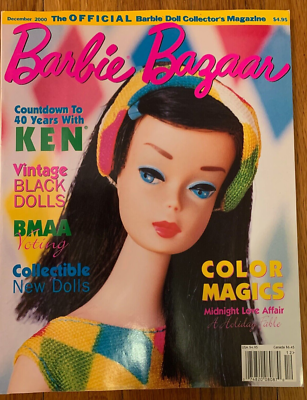 December 2000 The OFFICIAL Barbie Doll Collector's Magazine $4.95
Barbie Bazaar
Countdown To
40 Years With
KEN
Vintage
BLACK
DOLLS
BMAA
Voting
Collectible
New Dolls
COLOR
MAGICS
Midnight Love Affair
A Holiday Fable